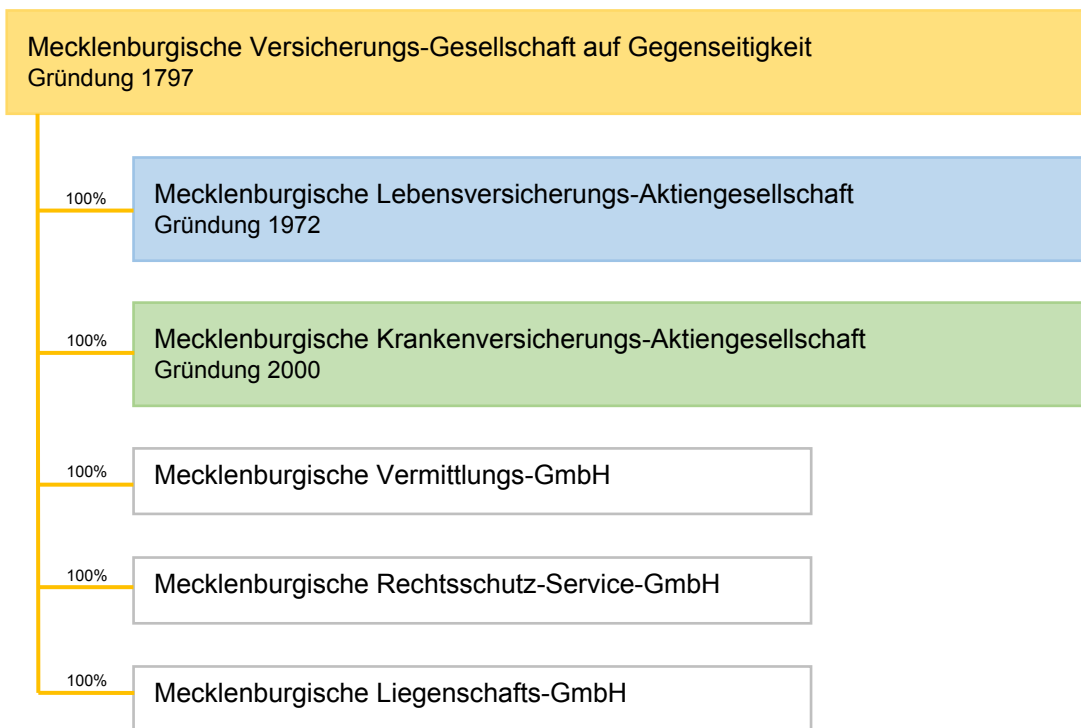 Mecklenburgische Versicherungs-Gesellschaft auf Gegenseitigkeit
Gründung 1797
100%
Mecklenburgische Lebensversicherungs-Aktiengesellschaft
Gründung 1972
100%
Mecklenburgische Krankenversicherungs-Aktiengesellschaft
Gründung 2000
100%
Mecklenburgische Vermittlungs-GmbH
100%
Mecklenburgische Rechtsschutz-Service-GmbH
100%
Mecklenburgische Liegenschafts-GmbH